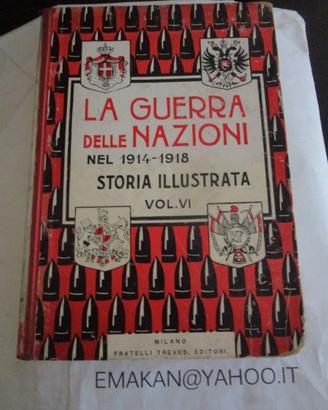 LA GUERRA
DELLE NAZIONI
NEL 1914-1918
STORIA ILLUSTRATA
VOL. VI
MILANO
FRATELLI TREVES, EDITORI.
EMAKAN@YAHOO.IT